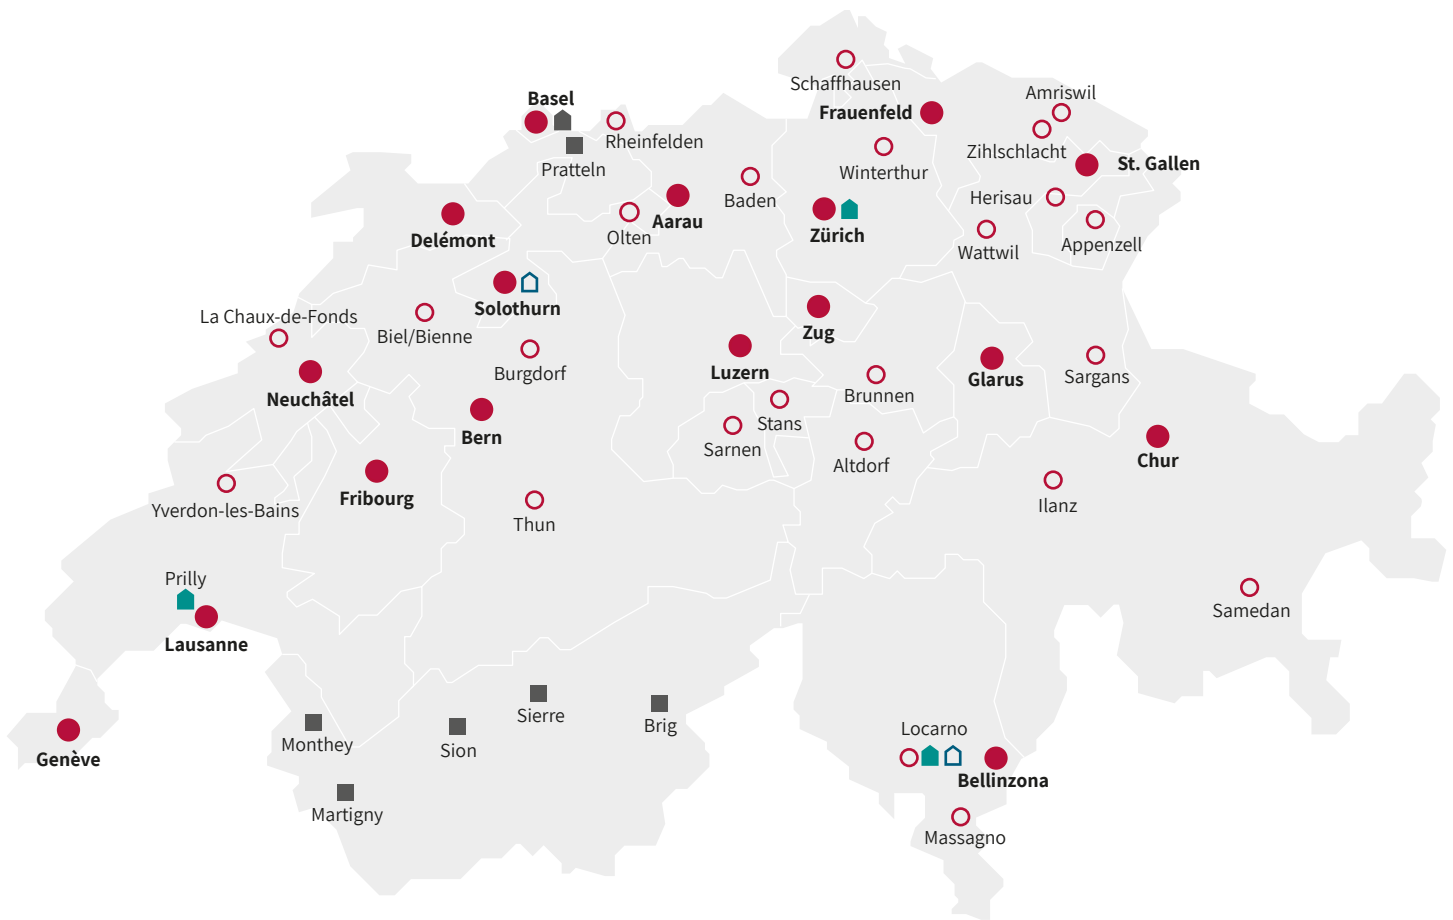 Schaffhausen
Amriswil
Basel
Frauenfeld
Rheinfelden
Zihlschlacht
Pratteln
Winterthur
St. Gallen
Baden
Herisau
Aarau
Olten
Zürich
Delémont
Wattwil
Appenzell
Solothurn
La Chaux-de-Fonds
Biel/Bienne
Zug
Burgdorf
Luzern
Glarus
Sargans
Neuchâtel
Brunnen
Stans
Bern
Sarnen
Altdorf
Chur
Fribourg
Yverdon-les-Bains
Ilanz
Thun
Prilly
Samedan
Lausanne
Sierre
Brig
Locarno
Monthey
Sion
Genève
Bellinzona
Martigny
Massagno